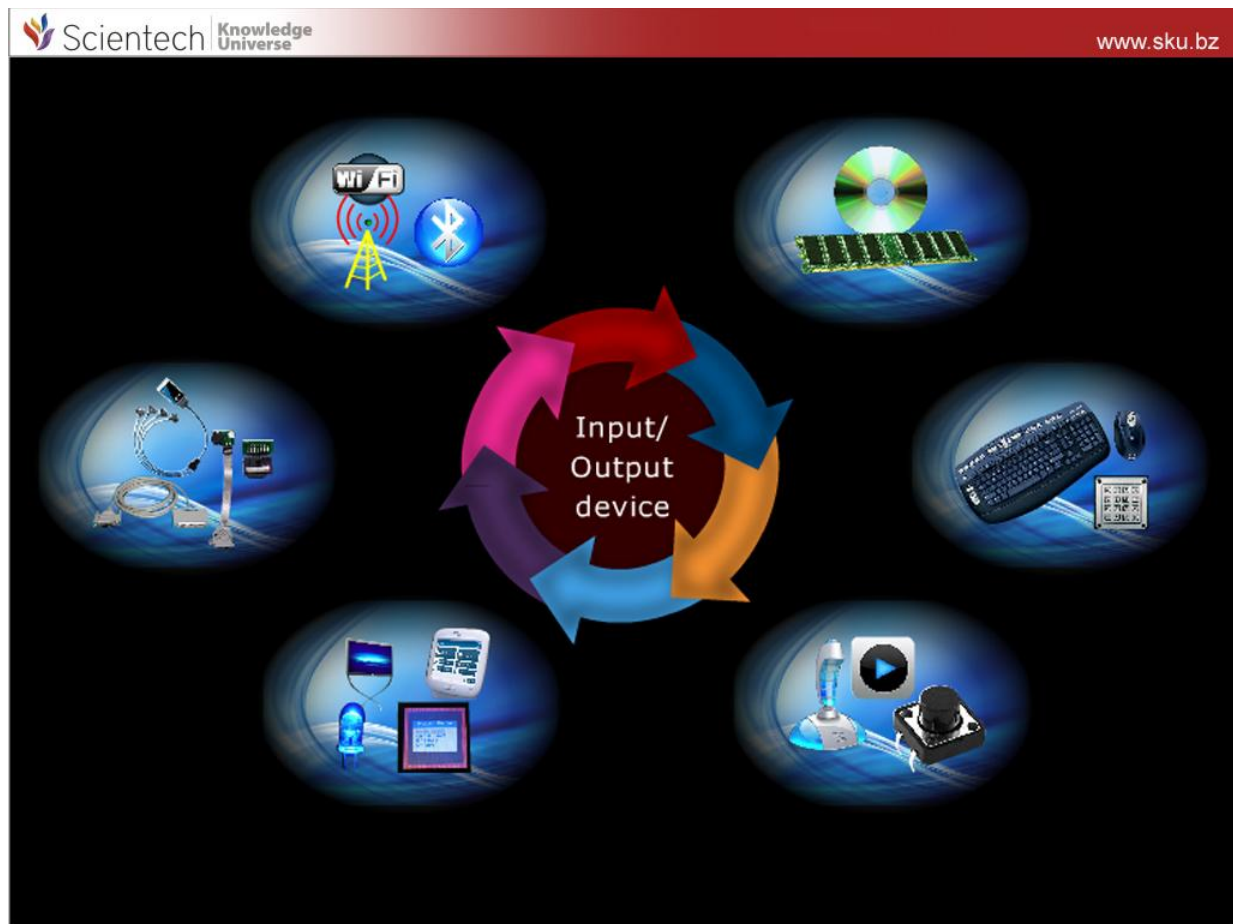 Scientech Knowledge
Universe
www.sku.bz
Wi Fi
Input/
Output
device